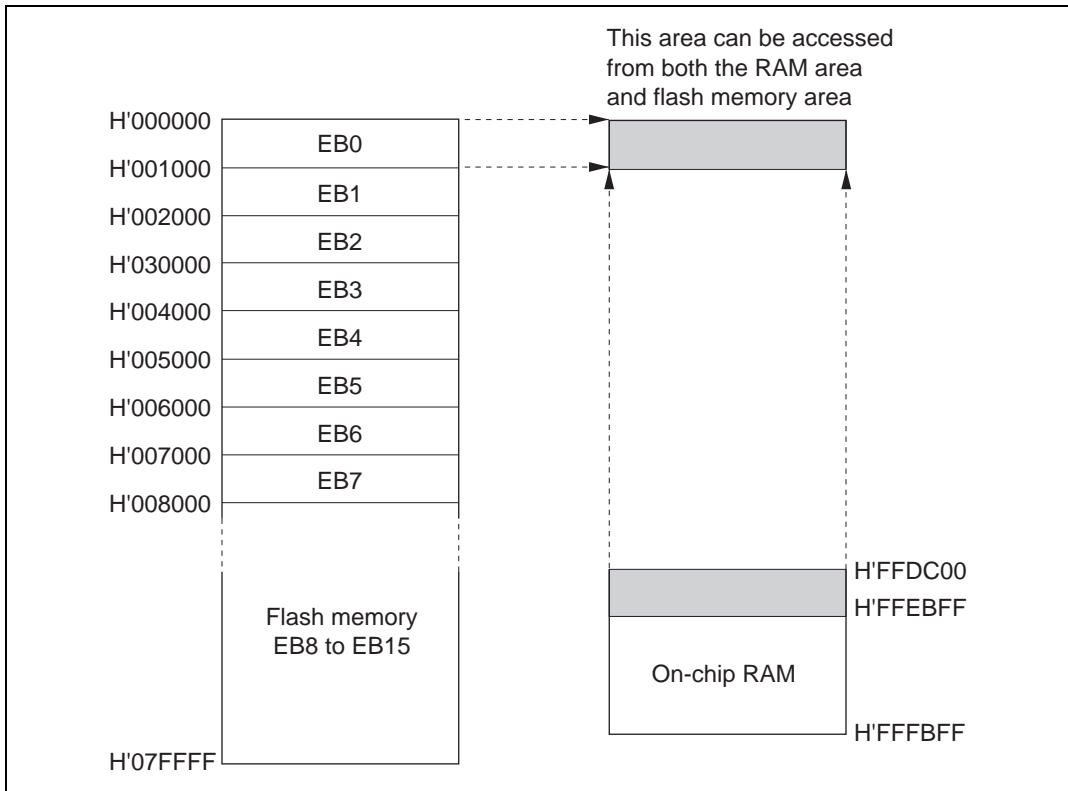 This area can be accessed
from both the RAM area
and flash memory area
H'000000
EB0
H'001000
EB1
H'002000
EB2
H'030000
EB3
H'004000
EB4
H'005000
EB5
H'006000
EB6
H'007000
EB7
H'008000
Flash memory
EB8 to EB15
H'07FFFF
H'FFDC00
H'FFEBFF
On-chip RAM
H'FFFBFF